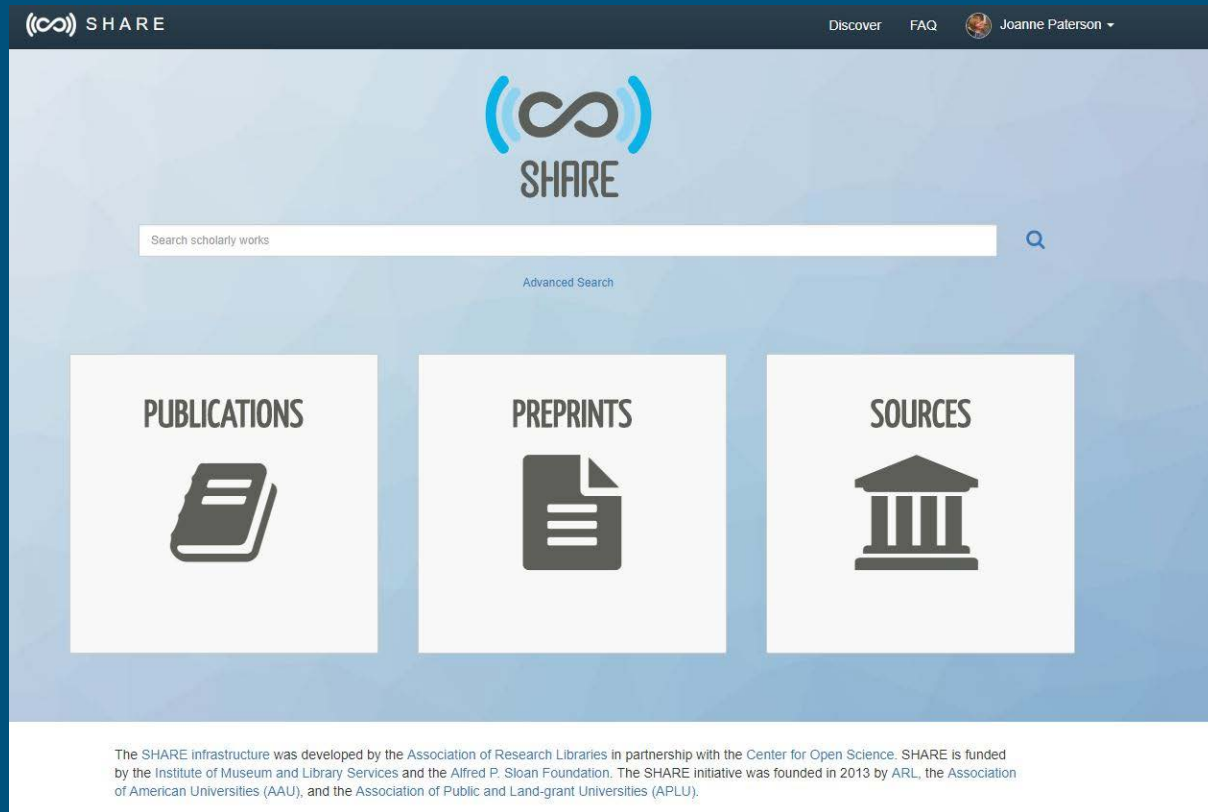 SHARE
Discover FAQ Joanne Paterson
SHARE
Search scholarly works
Advanced Search
PUBLICATIONS PREPRINTS SOURCES
The SHARE infrastructure was developed by the Association of Research Libraries in partnership with the Center for Open Science. SHARE is funded
by the Institute of Museum and Library Services and the Alfred P. Sloan Foundation. The SHARE initiative was founded in 2013 by ARL, the Association
of American Universities (AAU), and the Association of Public and Land-grant Universities (APLU).